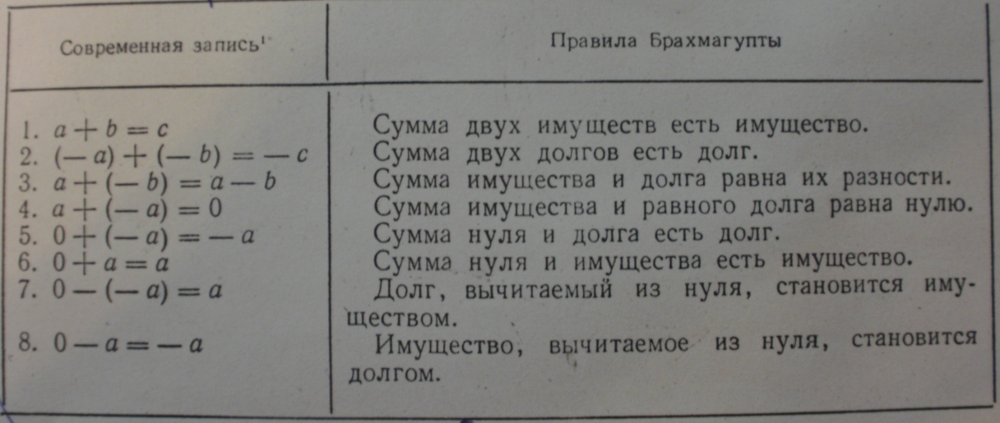 Современная запись¹
Правила Брахмагупты
1. a + b = c
Сумма двух имуществ есть имущество.
2. (— a) + (— b) = — c
Сумма двух долгов есть долг.
3. a + (— b) = a — b
Сумма имущества и долга равна их разности.
4. a + (— a) = 0
Сумма имущества и равного долга равна нулю.
5. 0 + (— a) = — a
Сумма нуля и долга есть долг.
6. 0 + a = a
Сумма нуля и имущества есть имущество.
7. 0 — (— a) = a
Долг, вычитаемый из нуля, становится иму-
ществом.
8. 0 — a = — a
Имущество, вычитаемое из нуля, становится
долгом.